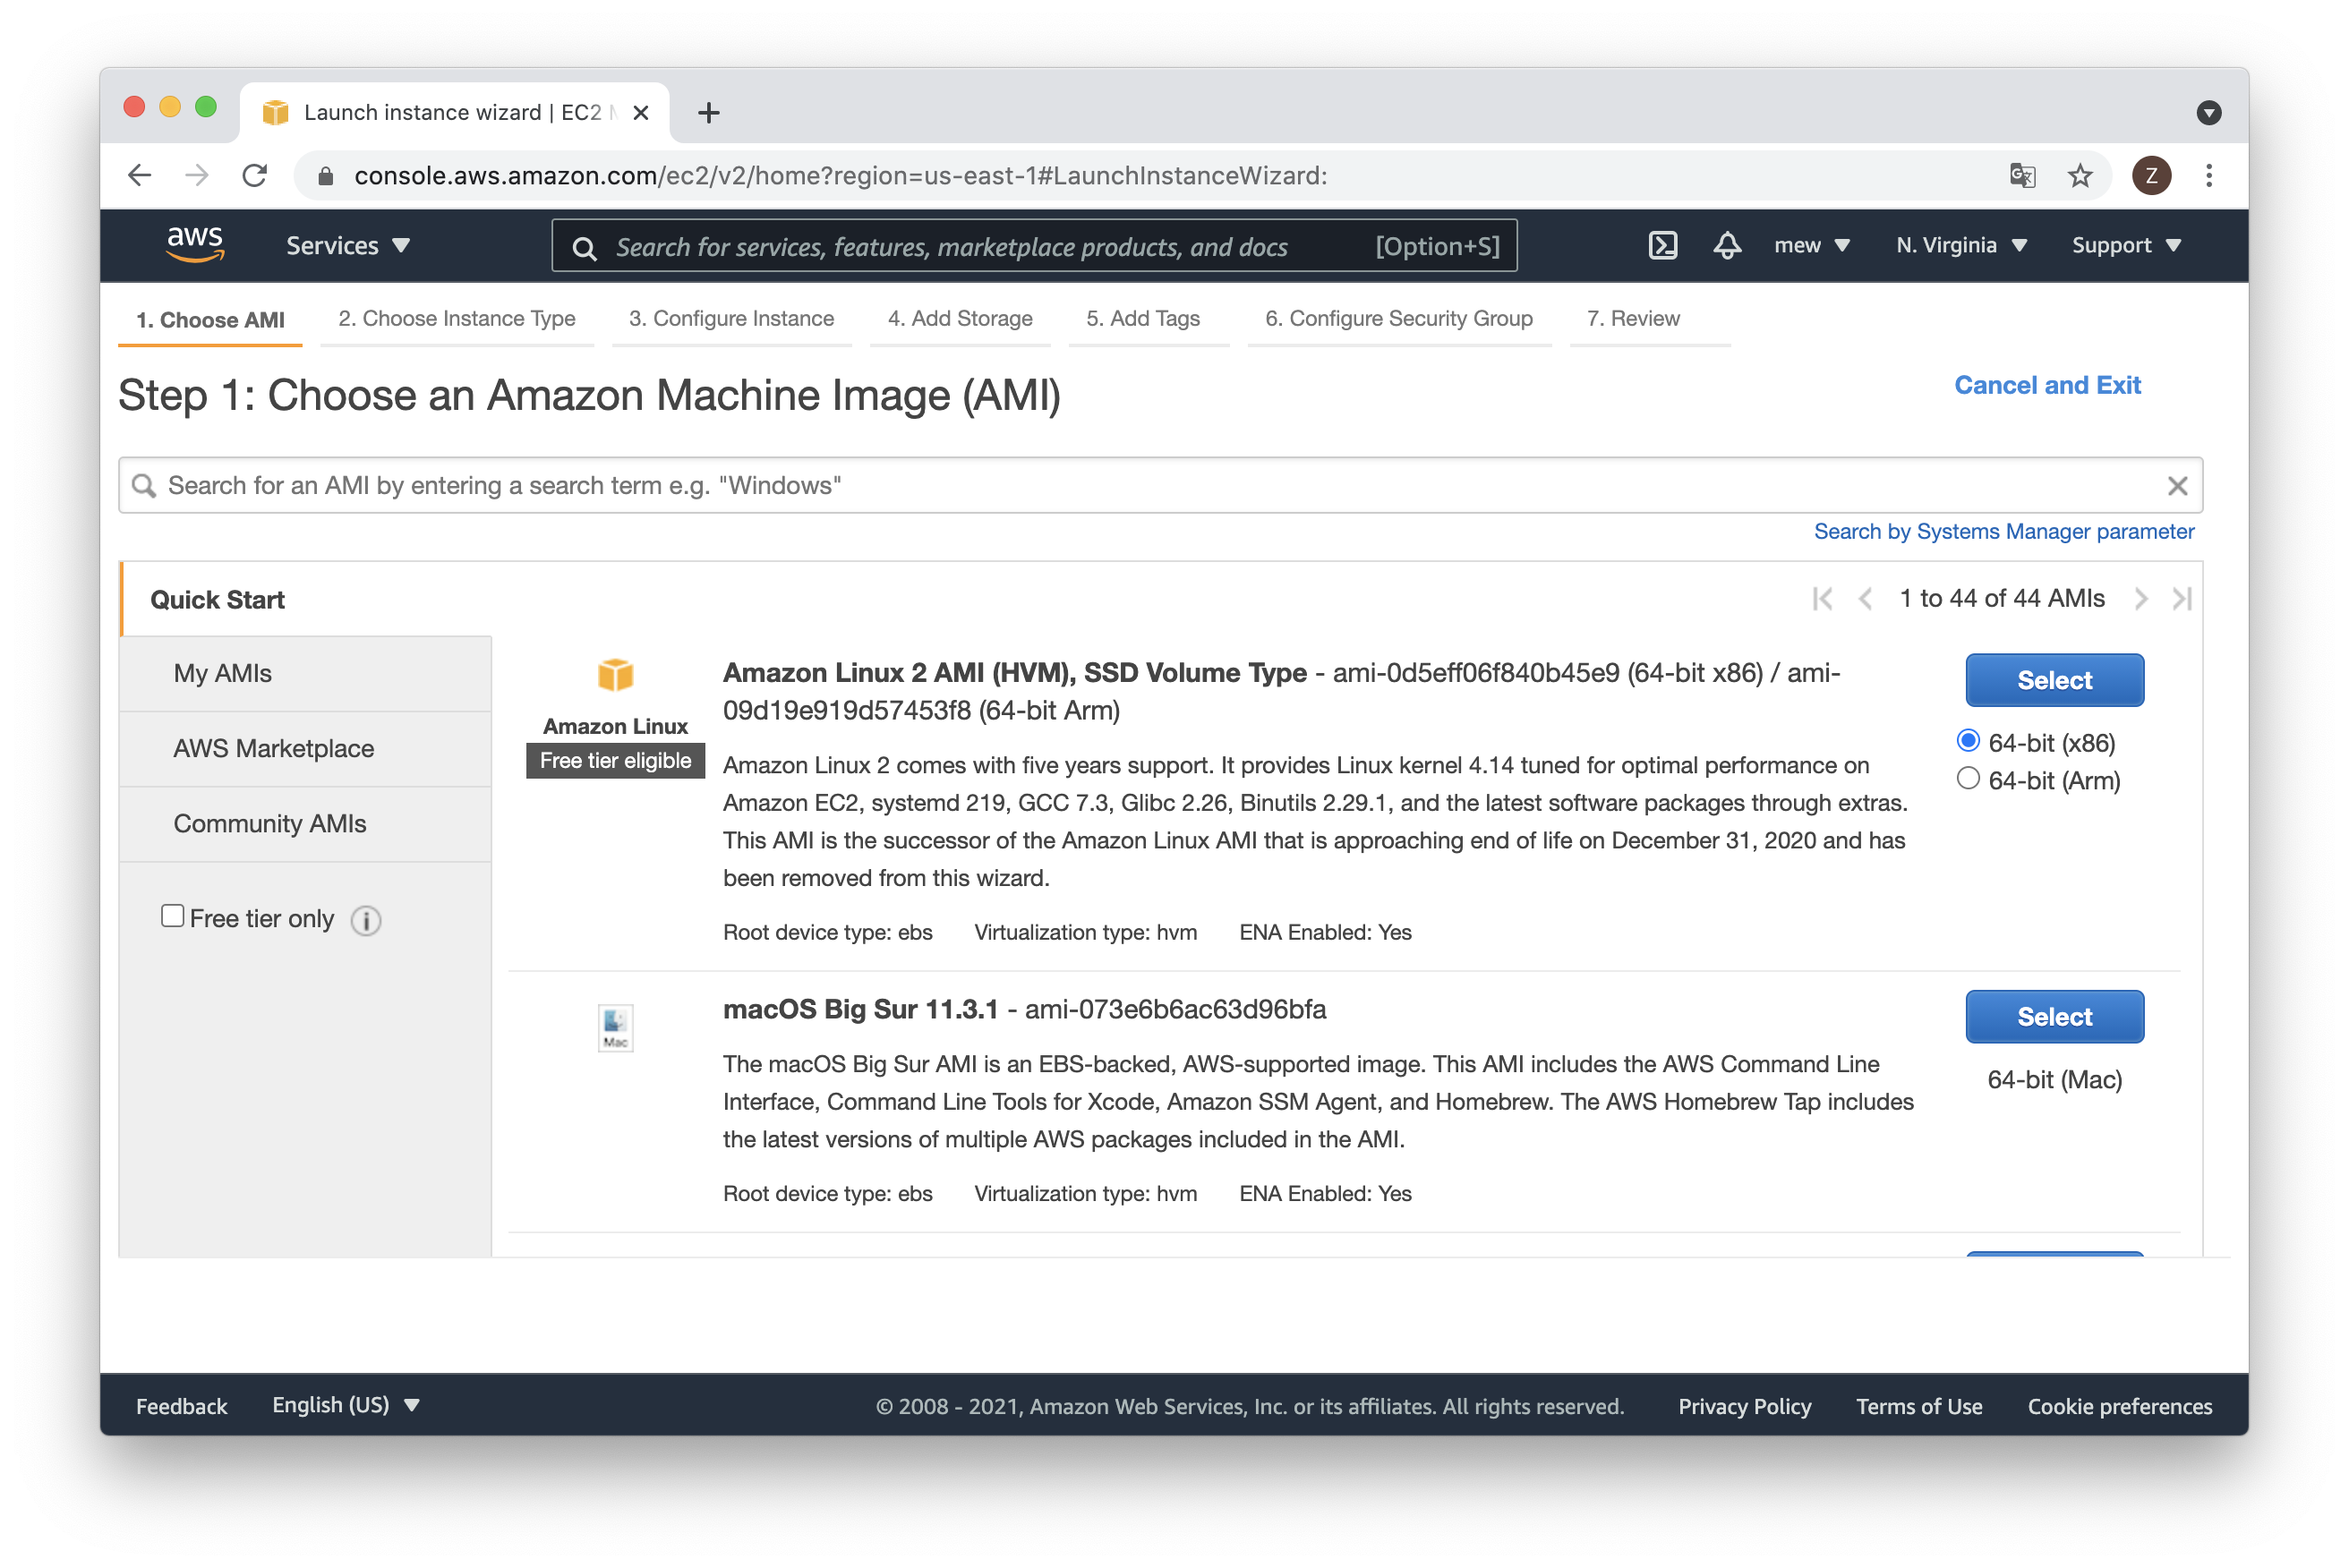 Launch instance wizard | EC2
console.aws.amazon.com/ec2/v2/home?region=us-east-1#LaunchInstanceWizard:
Z
aws
Services
Search for services, features, marketplace products, and docs
[Option+S]
mew
N. Virginia
Support
1. Choose AMI
2. Choose Instance Type
3. Configure Instance
4. Add Storage
5. Add Tags
6. Configure Security Group
7. Review
Step 1: Choose an Amazon Machine Image (AMI)
Cancel and Exit
Search for an AMI by entering a search term e.g. "Windows"
Search by Systems Manager parameter
Quick Start
My AMIs
AWS Marketplace
Community AMIs
Free tier only
1 to 44 of 44 AMIs
Amazon Linux
Free tier eligible
Amazon Linux 2 AMI (HVM), SSD Volume Type - ami-0d5eff06f840b45e9 (64-bit x86) / ami-
09d19e919d57453f8 (64-bit Arm)
Amazon Linux 2 comes with five years support. It provides Linux kernel 4.14 tuned for optimal performance on
Amazon EC2, systemd 219, GCC 7.3, Glibc 2.26, Binutils 2.29.1, and the latest software packages through extras.
This AMI is the successor of the Amazon Linux AMI that is approaching end of life on December 31, 2020 and has
been removed from this wizard.
Root device type: ebs
Virtualization type: hvm
ENA Enabled: Yes
Select
64-bit (x86)
64-bit (Arm)
Mac
macOS Big Sur 11.3.1 - ami-073e6b6ac63d96bfa
The macOS Big Sur AMI is an EBS-backed, AWS-supported image. This AMI includes the AWS Command Line
Interface, Command Line Tools for Xcode, Amazon SSM Agent, and Homebrew. The AWS Homebrew Tap includes
the latest versions of multiple AWS packages included in the AMI.
Root device type: ebs
Virtualization type: hvm
ENA Enabled: Yes
Select
64-bit (Mac)
Feedback
English (US)
© 2008 - 2021, Amazon Web Services, Inc. or its affiliates. All rights reserved.
Privacy Policy
Terms of Use
Cookie preferences